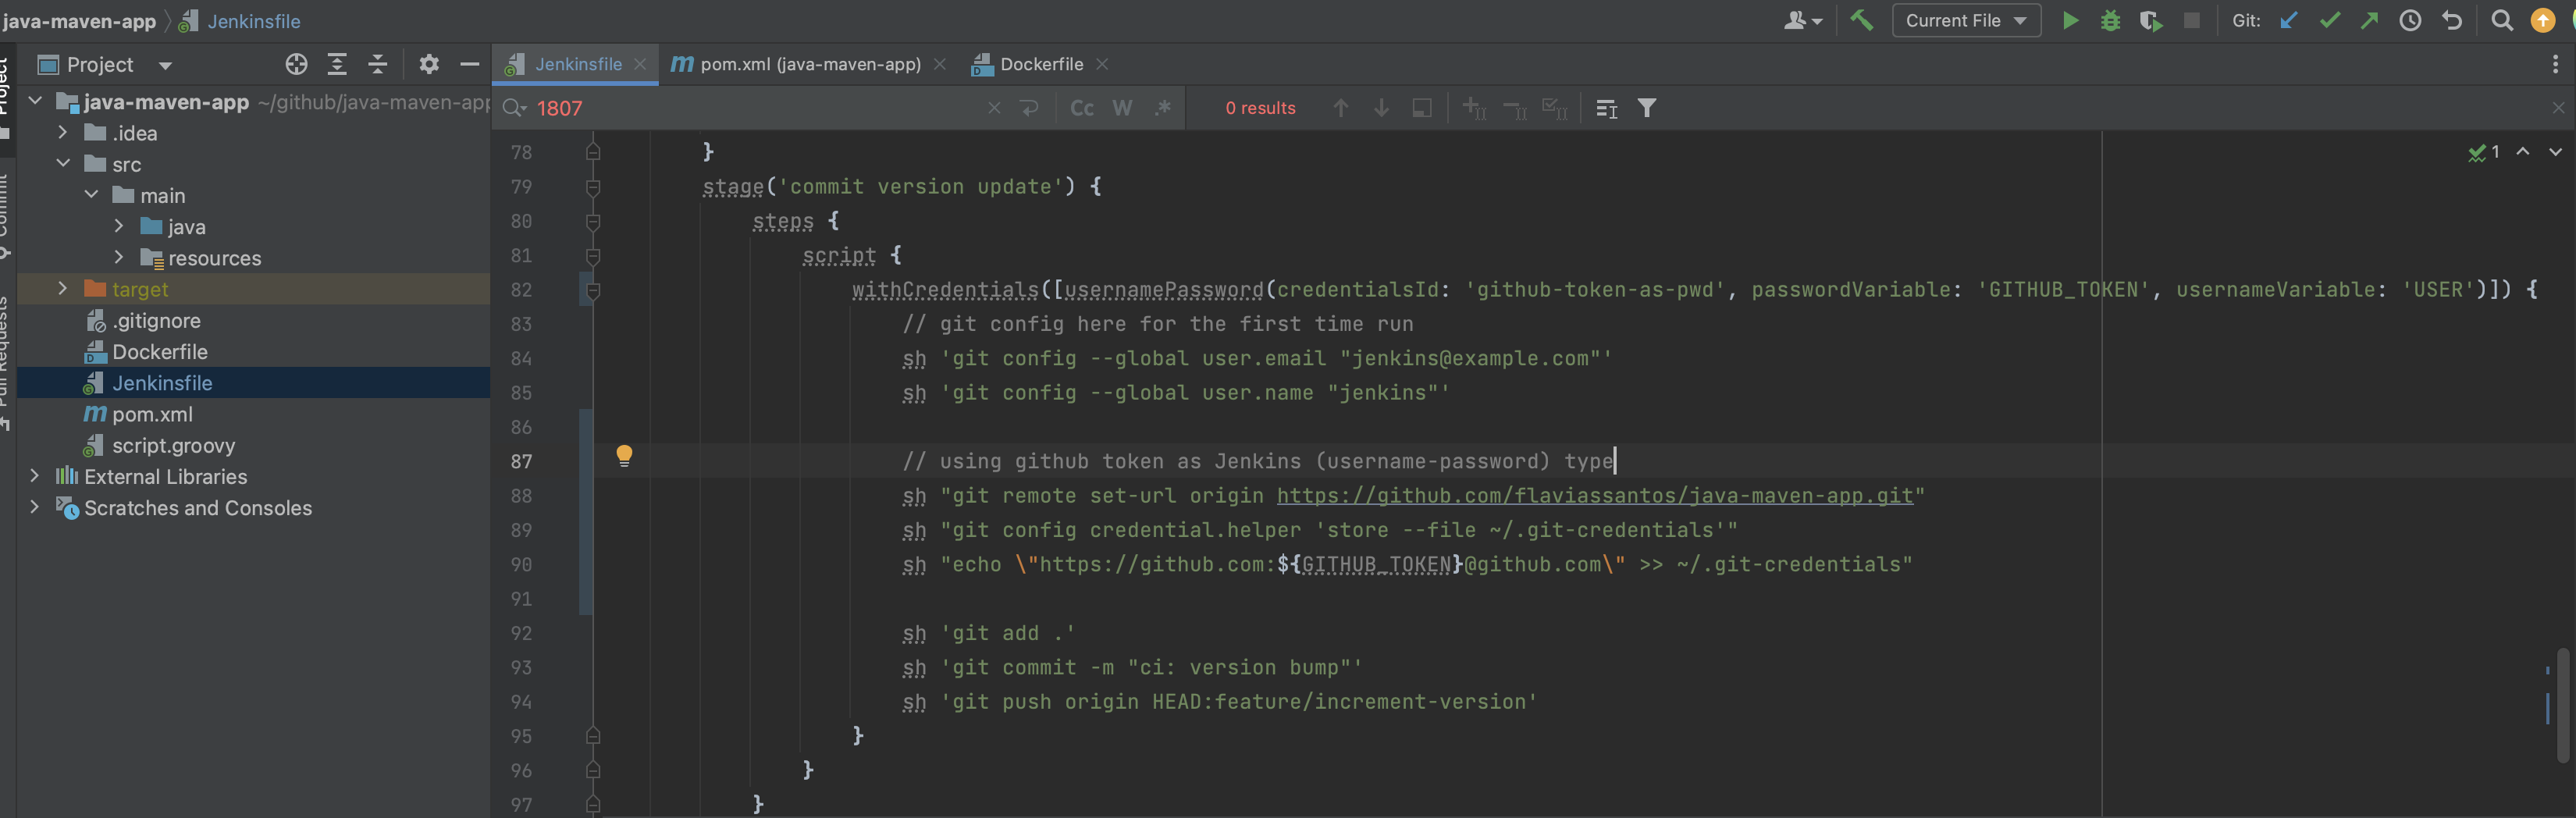 java-maven-app Jenkinsfile
Current File
Git:
Project
Jenkinsfile
pom.xml (java-maven-app)
Dockerfile
Project
Commit
Pull Requests
java-maven-app ~/github/java-maven-app
.idea
src
main
java
resources
target
.gitignore
Dockerfile
Jenkinsfile
pom.xml
script.groovy
External Libraries
Scratches and Consoles
1807
Cc W .*
0 results
1
78 }
79 stage('commit version update') {
80 steps {
81 script {
82 withCredentials([usernamePassword(credentialsId: 'github-token-as-pwd', passwordVariable: 'GITHUB_TOKEN', usernameVariable: 'USER')]) {
83 // git config here for the first time run
84 sh 'git config --global user.email "jenkins@example.com"'
85 sh 'git config --global user.name "jenkins"'
86
87 // using github token as Jenkins (username-password) type
88 sh "git remote set-url origin https://github.com/flaviassantos/java-maven-app.git"
89 sh "git config credential.helper 'store --file ~/.git-credentials'"
90 sh "echo \"https://github.com:${GITHUB_TOKEN}@github.com\" >> ~/.git-credentials"
91
92 sh 'git add .'
93 sh 'git commit -m "ci: version bump"'
94 sh 'git push origin HEAD:feature/increment-version'
95 }
96 }
97 }